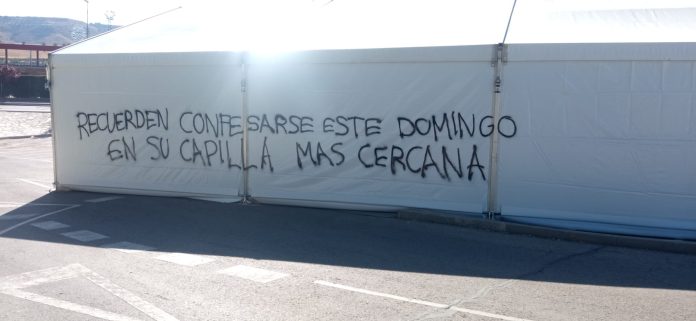 RECUERDEN CONFESARSE ESTE DOMINGO
EN SU CAPILLA MAS CERCANA